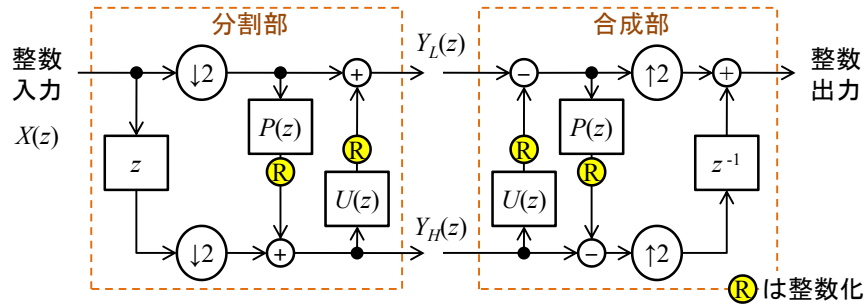 分割部
合成部
整数
入力
X(z)
↓2
P(z)
R
+
R
U(z)
z
↓2
+
Y_L(z)
Y_H(z)
−
R
U(z)
P(z)
R
−
↑2
↑2
+
z⁻¹
整数
出力
Rは整数化